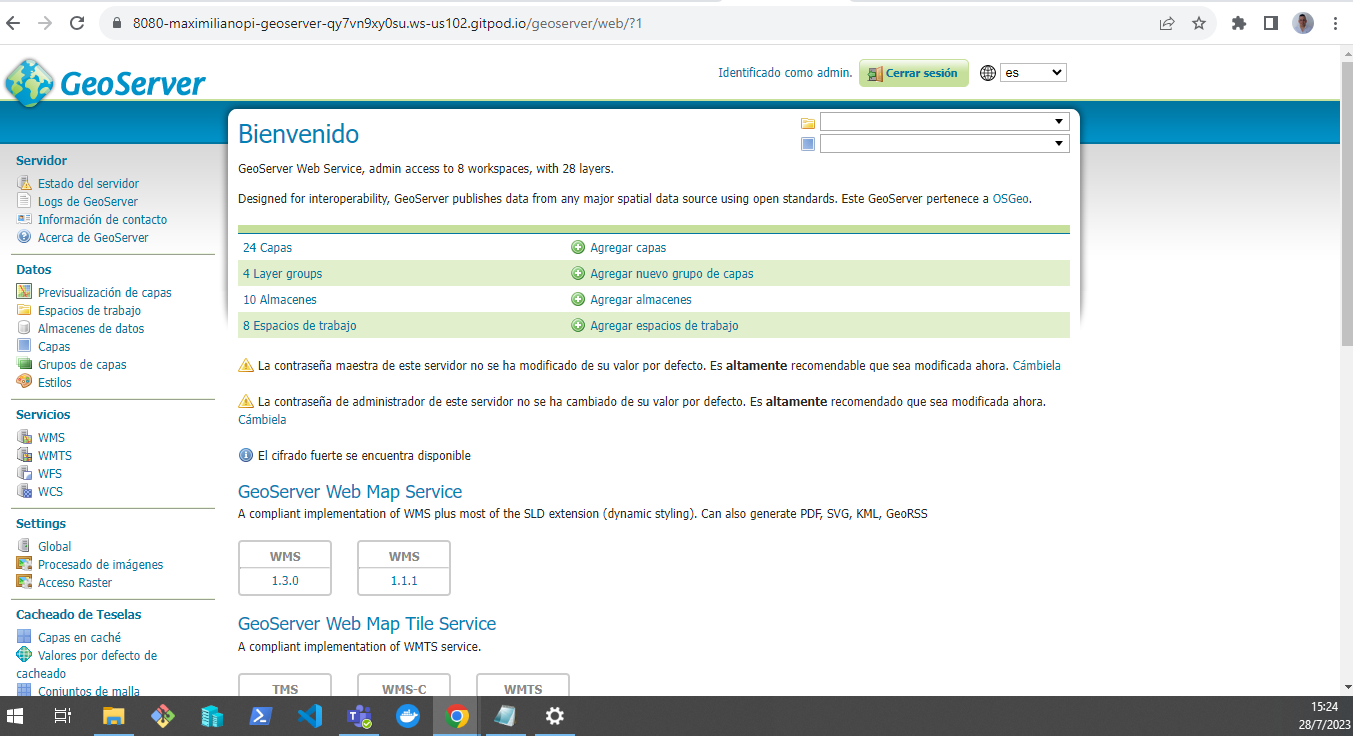 8080-maximilianopi-geoserver-qy7vn9xy0su.ws-us102.gitpod.io/geoserver/web/?1
GeoServer
Identificado como admin.
Cerrar sesión
es
Servidor
Estado del servidor
Logs de GeoServer
Información de contacto
Acerca de GeoServer
Datos
Previsualización de capas
Espacios de trabajo
Almacenes de datos
Capas
Grupos de capas
Estilos
Servicios
WMS
WMTS
WFS
WCS
Settings
Global
Procesado de imágenes
Acceso Raster
Cacheado de Teselas
Capas en caché
Valores por defecto de
cacheado
Conjuntos de malla
Bienvenido
GeoServer Web Service, admin access to 8 workspaces, with 28 layers.
Designed for interoperability, GeoServer publishes data from any major spatial data source using open standards. Este GeoServer pertenece a OSGeo.
24 Capas
Agregar capas
4 Layer groups
Agregar nuevo grupo de capas
10 Almacenes
Agregar almacenes
8 Espacios de trabajo
Agregar espacios de trabajo
La contraseña maestra de este servidor no se ha modificado de su valor por defecto. Es altamente recomendable que sea modificada ahora. Cámbiela
La contraseña de administrador de este servidor no se ha cambiado de su valor por defecto. Es altamente recomendado que sea modificada ahora.
Cámbiela
El cifrado fuerte se encuentra disponible
GeoServer Web Map Service
A compliant implementation of WMS plus most of the SLD extension (dynamic styling). Can also generate PDF, SVG, KML, GeoRSS
WMS
1.3.0
WMS
1.1.1
GeoServer Web Map Tile Service
A compliant implementation of WMTS service.
TMS
WMS-C
WMTS
15:24
28/7/2023